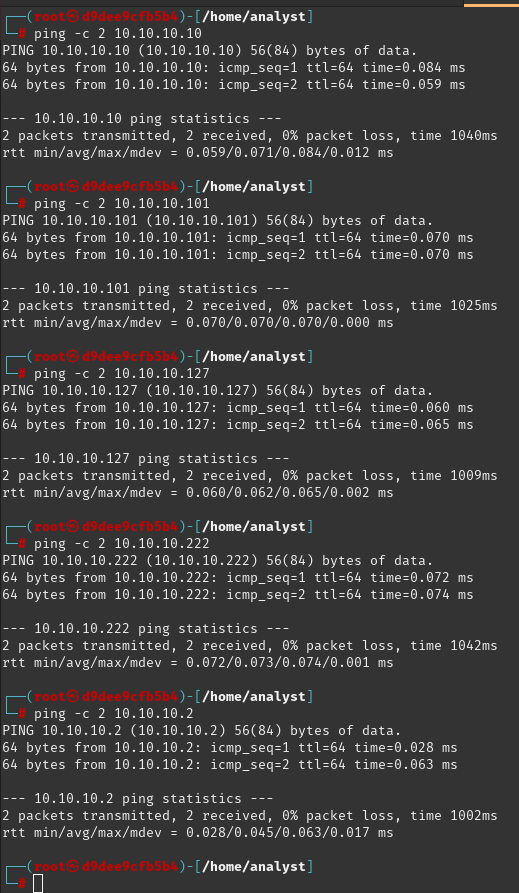 ┌──(root㉿d9dee9cfb5b4)-[/home/analyst]
└─# ping -c 2 10.10.10.10
PING 10.10.10.10 (10.10.10.10) 56(84) bytes of data.
64 bytes from 10.10.10.10: icmp_seq=1 ttl=64 time=0.084 ms
64 bytes from 10.10.10.10: icmp_seq=2 ttl=64 time=0.059 ms

--- 10.10.10.10 ping statistics ---
2 packets transmitted, 2 received, 0% packet loss, time 1040ms
rtt min/avg/max/mdev = 0.059/0.071/0.084/0.012 ms

┌──(root㉿d9dee9cfb5b4)-[/home/analyst]
└─# ping -c 2 10.10.10.101
PING 10.10.10.101 (10.10.10.101) 56(84) bytes of data.
64 bytes from 10.10.10.101: icmp_seq=1 ttl=64 time=0.070 ms
64 bytes from 10.10.10.101: icmp_seq=2 ttl=64 time=0.070 ms

--- 10.10.10.101 ping statistics ---
2 packets transmitted, 2 received, 0% packet loss, time 1025ms
rtt min/avg/max/mdev = 0.070/0.070/0.070/0.000 ms

┌──(root㉿d9dee9cfb5b4)-[/home/analyst]
└─# ping -c 2 10.10.10.127
PING 10.10.10.127 (10.10.10.127) 56(84) bytes of data.
64 bytes from 10.10.10.127: icmp_seq=1 ttl=64 time=0.060 ms
64 bytes from 10.10.10.127: icmp_seq=2 ttl=64 time=0.065 ms

--- 10.10.10.127 ping statistics ---
2 packets transmitted, 2 received, 0% packet loss, time 1009ms
rtt min/avg/max/mdev = 0.060/0.062/0.065/0.002 ms

┌──(root㉿d9dee9cfb5b4)-[/home/analyst]
└─# ping -c 2 10.10.10.222
PING 10.10.10.222 (10.10.10.222) 56(84) bytes of data.
64 bytes from 10.10.10.222: icmp_seq=1 ttl=64 time=0.072 ms
64 bytes from 10.10.10.222: icmp_seq=2 ttl=64 time=0.074 ms

--- 10.10.10.222 ping statistics ---
2 packets transmitted, 2 received, 0% packet loss, time 1042ms
rtt min/avg/max/mdev = 0.072/0.073/0.074/0.001 ms

┌──(root㉿d9dee9cfb5b4)-[/home/analyst]
└─# ping -c 2 10.10.10.2
PING 10.10.10.2 (10.10.10.2) 56(84) bytes of data.
64 bytes from 10.10.10.2: icmp_seq=1 ttl=64 time=0.028 ms
64 bytes from 10.10.10.2: icmp_seq=2 ttl=64 time=0.063 ms

--- 10.10.10.2 ping statistics ---
2 packets transmitted, 2 received, 0% packet loss, time 1002ms
rtt min/avg/max/mdev = 0.028/0.045/0.063/0.017 ms

┌──(root㉿d9dee9cfb5b4)-[/home/analyst]
└─#